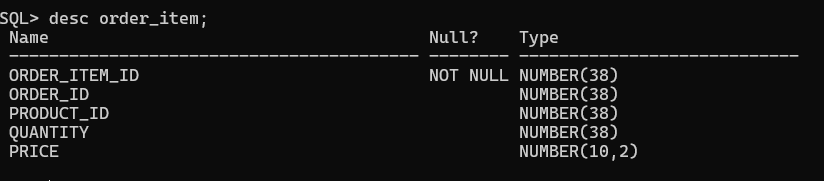 SQL> desc order_item;
Name Null? Type
----------------------------------------- -------- ----------------------------
ORDER_ITEM_ID NOT NULL NUMBER(38)
ORDER_ID NUMBER(38)
PRODUCT_ID NUMBER(38)
QUANTITY NUMBER(38)
PRICE NUMBER(10,2)